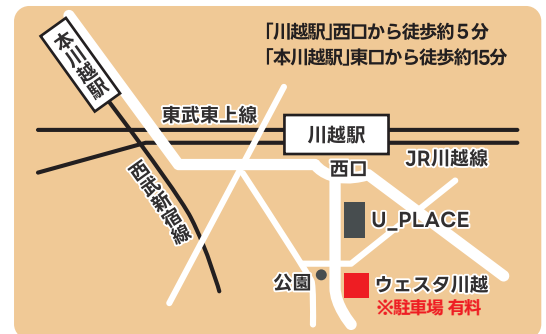 「川越駅」西口から徒歩約５分
「本川越駅」東口から徒歩約15分
本川越駅
東武東上線
川越駅
西口
JR川越線
西武新宿線
U_PLACE
公園
ウェスタ川越
※駐車場 有料